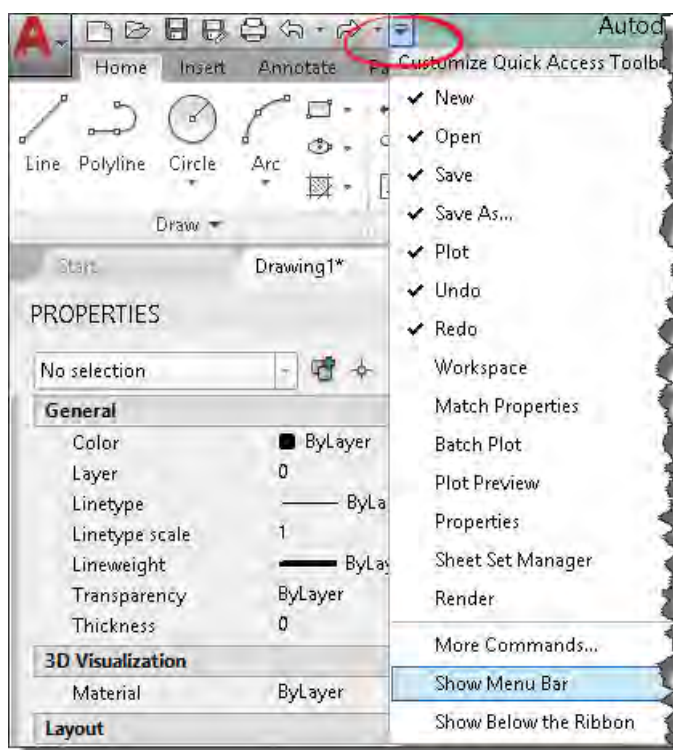 A
Autod
Home Insert Annotate Pa
Customize Quick Access Toolb
New
Open
Save
Save As...
Plot
Undo
Redo
Workspace
Match Properties
Batch Plot
Plot Preview
Properties
Sheet Set Manager
Render
More Commands...
Show Menu Bar
Show Below the Ribbon
Line Polyline Circle Arc
Draw
Start Drawing1*
PROPERTIES
No selection
General
Color ByLayer
Layer 0
Linetype ByLa
Linetype scale 1
Lineweight ByLay
Transparency ByLayer
Thickness 0
3D Visualization
Material ByLayer
Layout